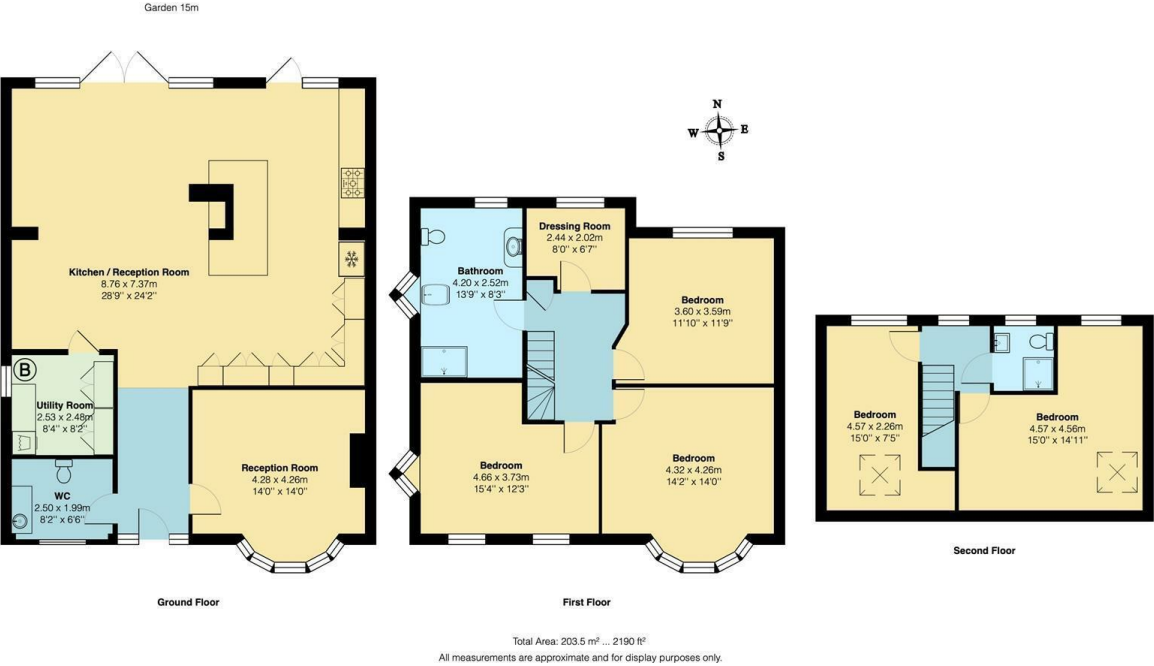 Garden 15m
N
W
E
S
Kitchen / Reception Room
8.76 x 7.37m
28'9'' x 24'2''
B
Utility Room
2.53 x 2.48m
8'4'' x 8'2''
WC
2.50 x 1.99m
8'2'' x 6'6''
Reception Room
4.28 x 4.26m
14'0'' x 14'0''
Ground Floor
Bathroom
4.20 x 2.52m
13'9'' x 8'3''
Dressing Room
2.44 x 2.02m
8'0'' x 6'7''
Bedroom
3.60 x 3.59m
11'10'' x 11'9''
Bedroom
4.66 x 3.73m
15'4'' x 12'3''
Bedroom
4.32 x 4.26m
14'2'' x 14'0''
First Floor
Bedroom
4.57 x 2.26m
15'0'' x 7'5''
Bedroom
4.57 x 4.56m
15'0'' x 14'11''
Second Floor
Total Area: 203.5 m² ... 2190 ft²
All measurements are approximate and for display purposes only.